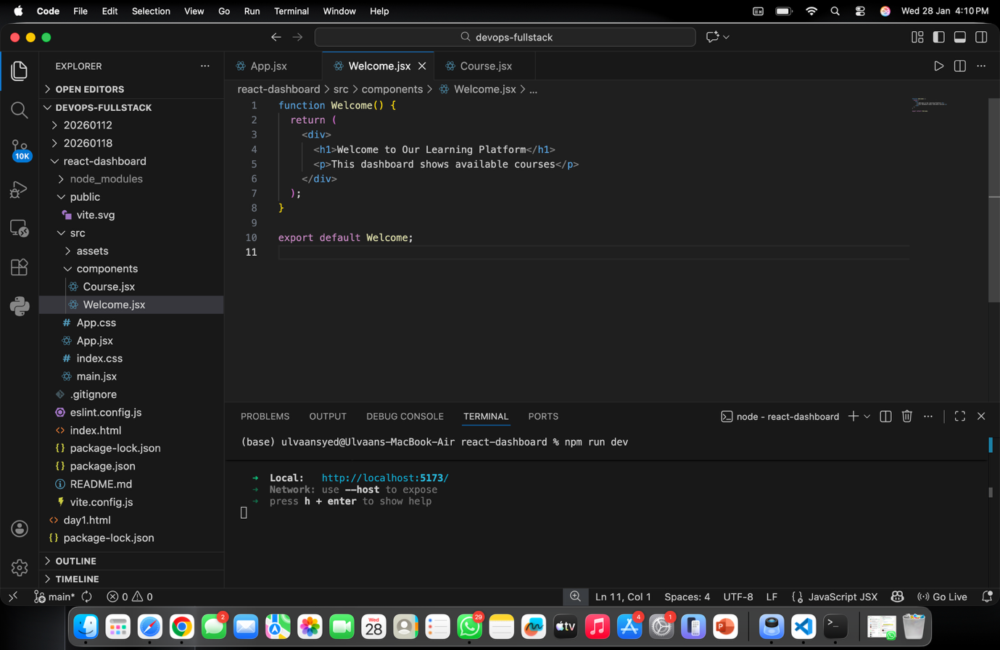 Code File Edit Selection View Go Run Terminal Window Help Wed 28 Jan 4:10 PM
devops-fullstack
EXPLORER
OPEN EDITORS
DEVOPS-FULLSTACK
20260112
20260118
10K
react-dashboard
node_modules
public
vite.svg
src
assets
components
Course.jsx
Welcome.jsx
App.css
App.jsx
index.css
main.jsx
.gitignore
eslint.config.js
index.html
package-lock.json
package.json
README.md
vite.config.js
day1.html
package-lock.json
OUTLINE
TIMELINE
App.jsx Welcome.jsx Course.jsx
react-dashboard > src > components > Welcome.jsx > ...
1 function Welcome() {
2 return (
3 <div>
4 <h1>Welcome to Our Learning Platform</h1>
5 <p>This dashboard shows available courses</p>
6 </div>
7 );
8 }
9
10 export default Welcome;
11
PROBLEMS OUTPUT DEBUG CONSOLE TERMINAL PORTS node - react-dashboard
(base) ulvaansyed@Ulvaans-MacBook-Air react-dashboard % npm run dev
➜ Local: http://localhost:5173/
➜ Network: use --host to expose
➜ press h + enter to show help
main* 0 0 Ln 11, Col 1 Spaces: 4 UTF-8 LF JavaScript JSX Go Live
2 Wed 28 29 tv 4 1 P >_